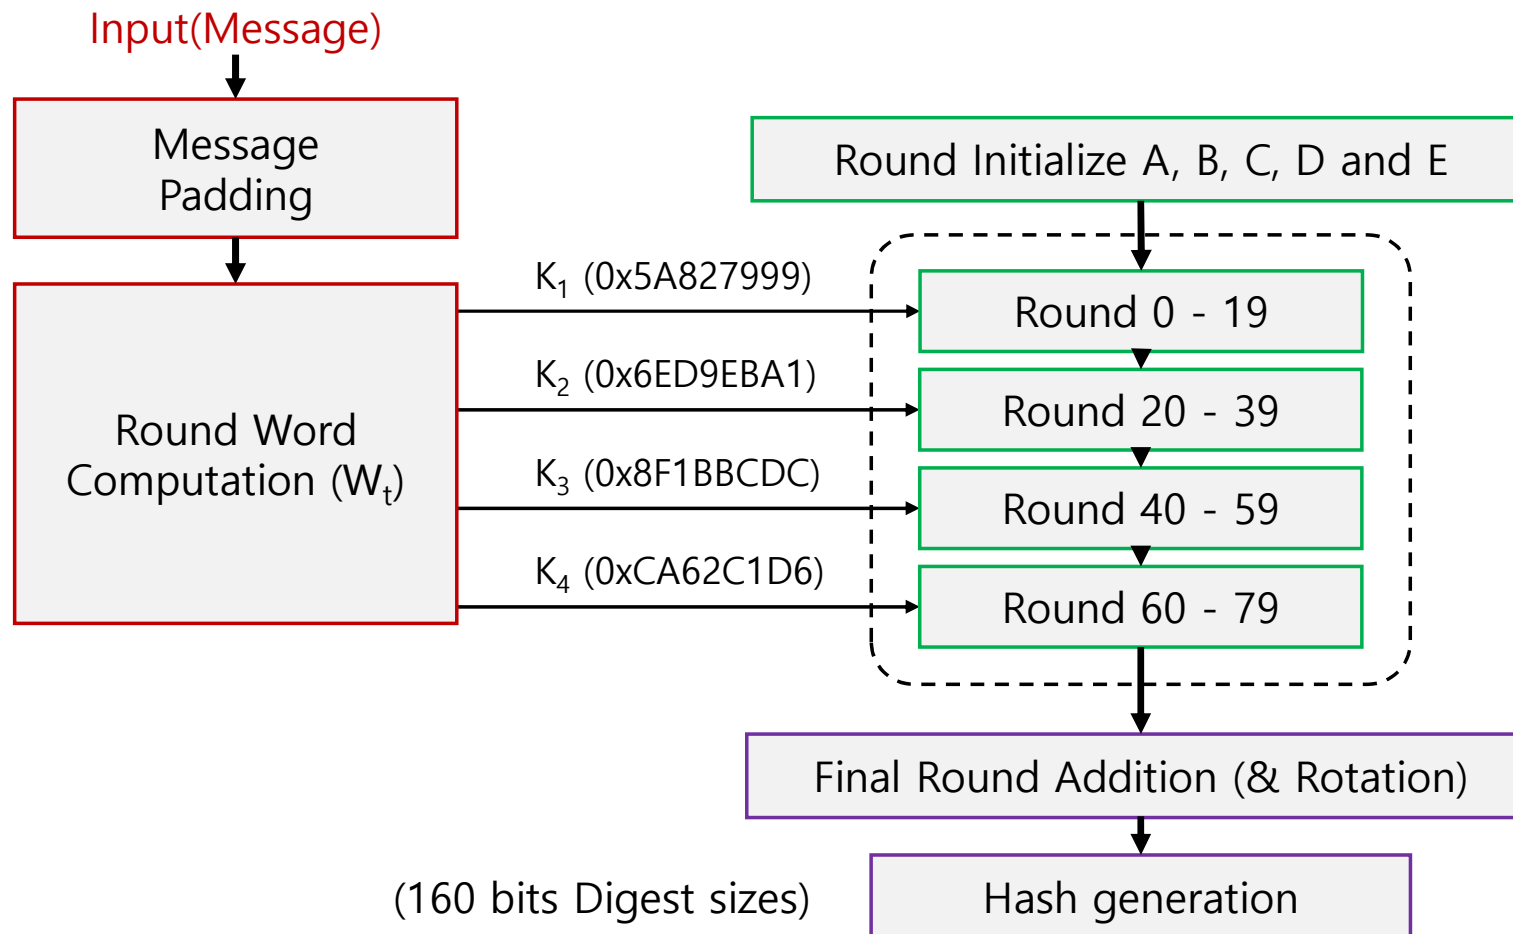 Input(Message)
Message
Padding
Round Word
Computation (Wₜ)
K₁ (0x5A827999)
K₂ (0x6ED9EBA1)
K₃ (0x8F1BBCDC)
K₄ (0xCA62C1D6)
Round Initialize A, B, C, D and E
Round 0 - 19
Round 20 - 39
Round 40 - 59
Round 60 - 79
Final Round Addition (& Rotation)
(160 bits Digest sizes)
Hash generation